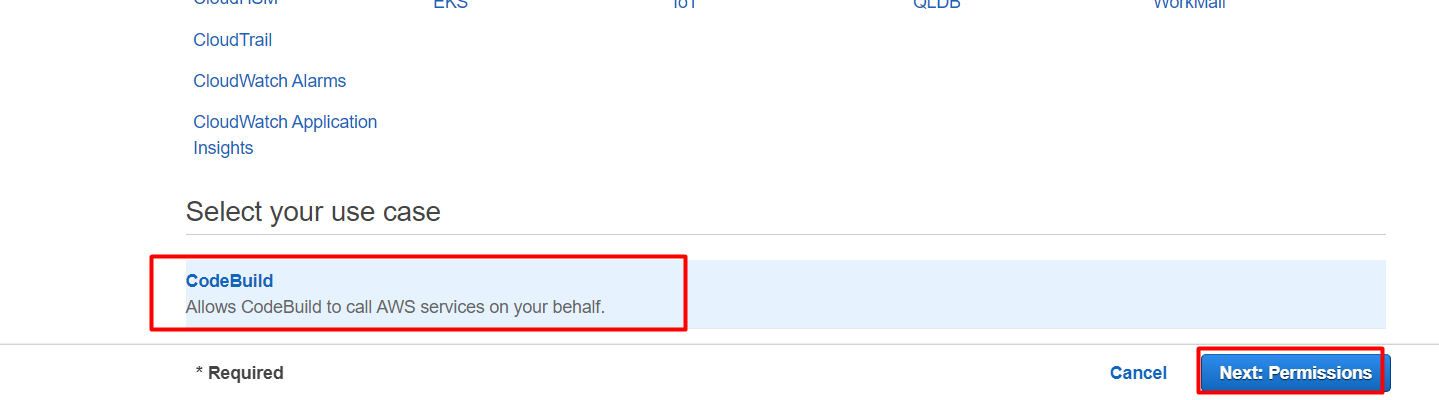 CloudHSM
EKS
IoT
QLDB
WorkMail
CloudTrail
CloudWatch Alarms
CloudWatch Application
Insights
Select your use case
CodeBuild
Allows CodeBuild to call AWS services on your behalf.
* Required
Cancel
Next: Permissions